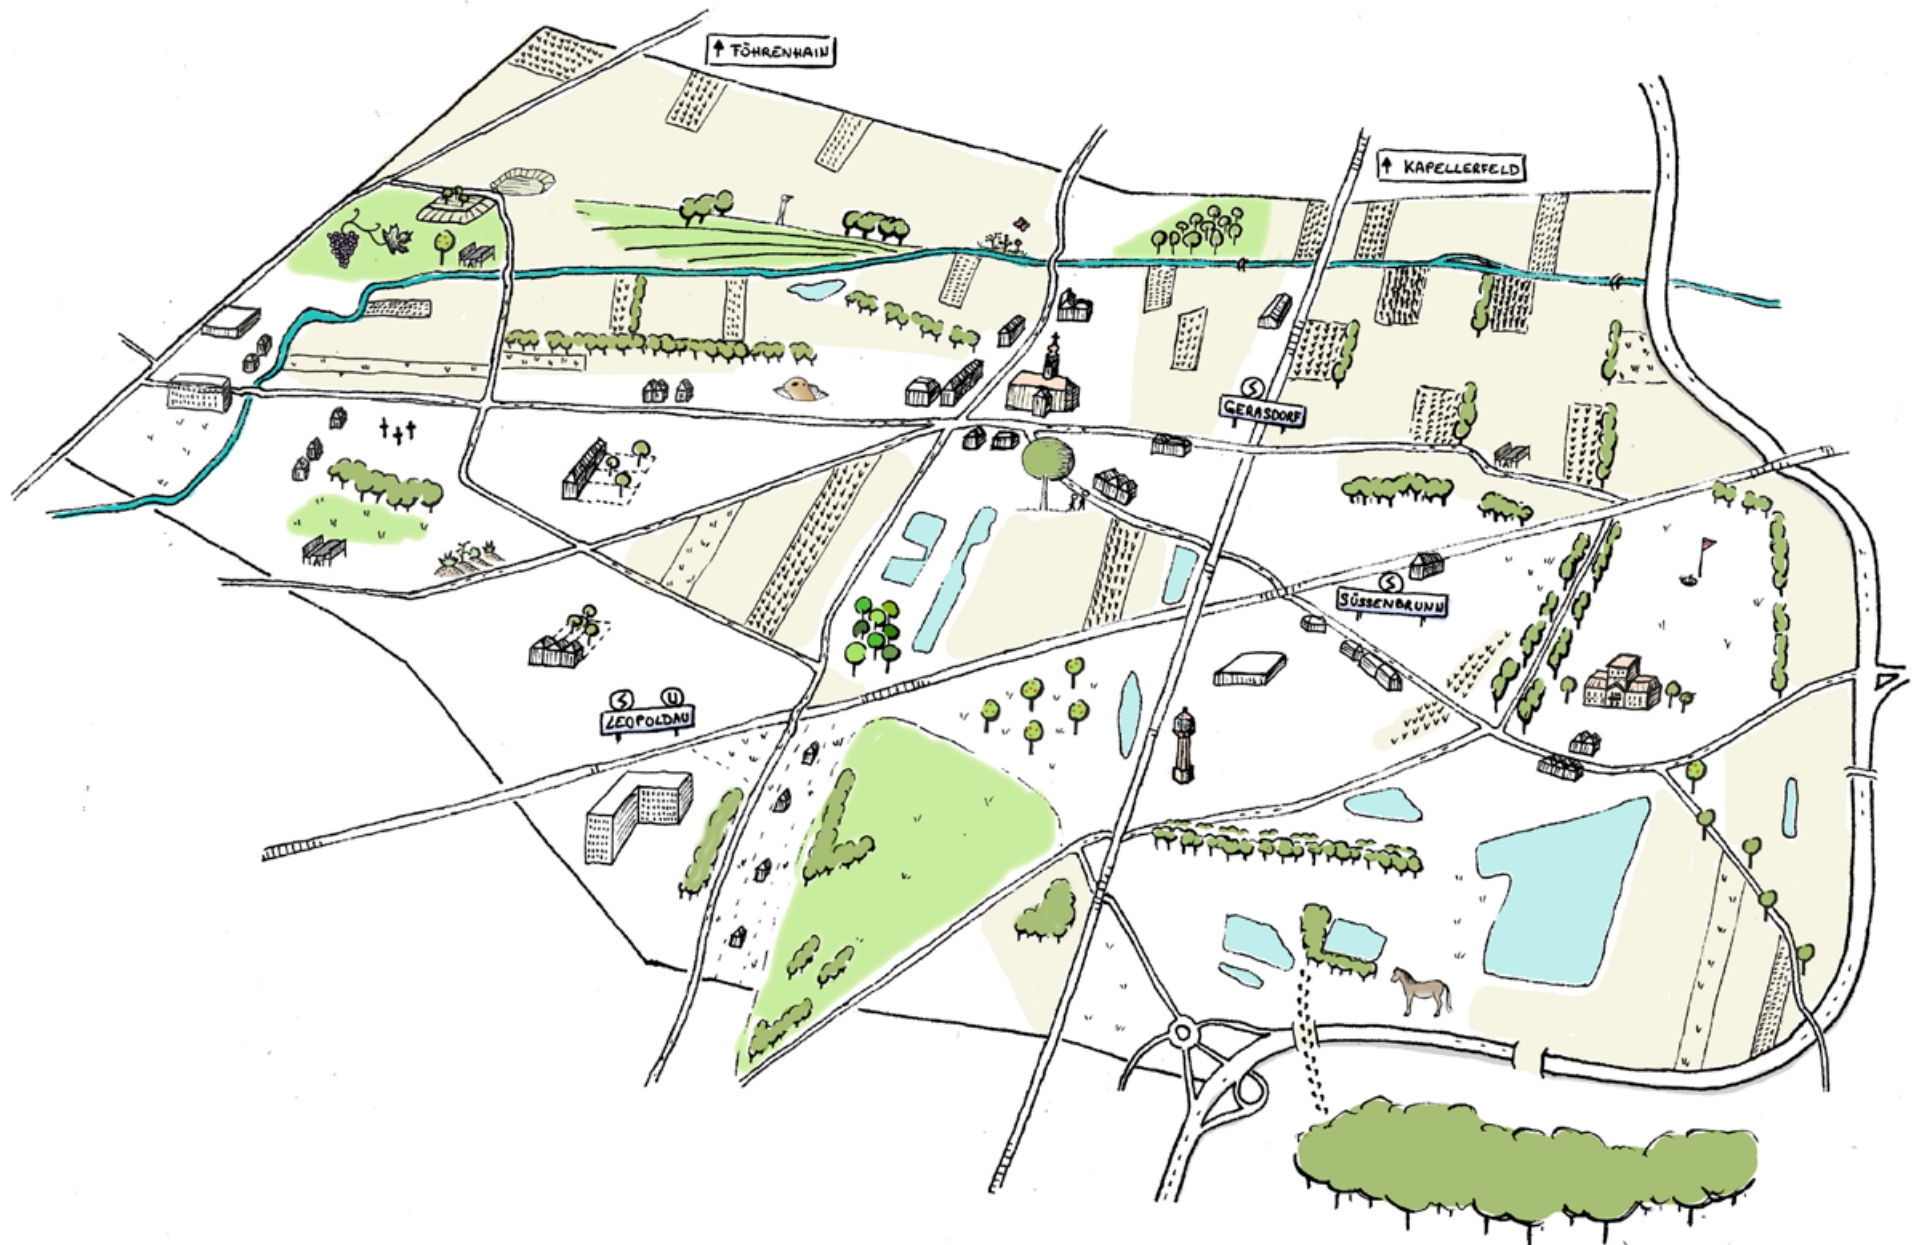 ↑ FÖHRENHAIN
↑ KAPELLERFELD
S
GERASDORF
S
SÜSSENBRUNN
S U
LEOPOLDAU